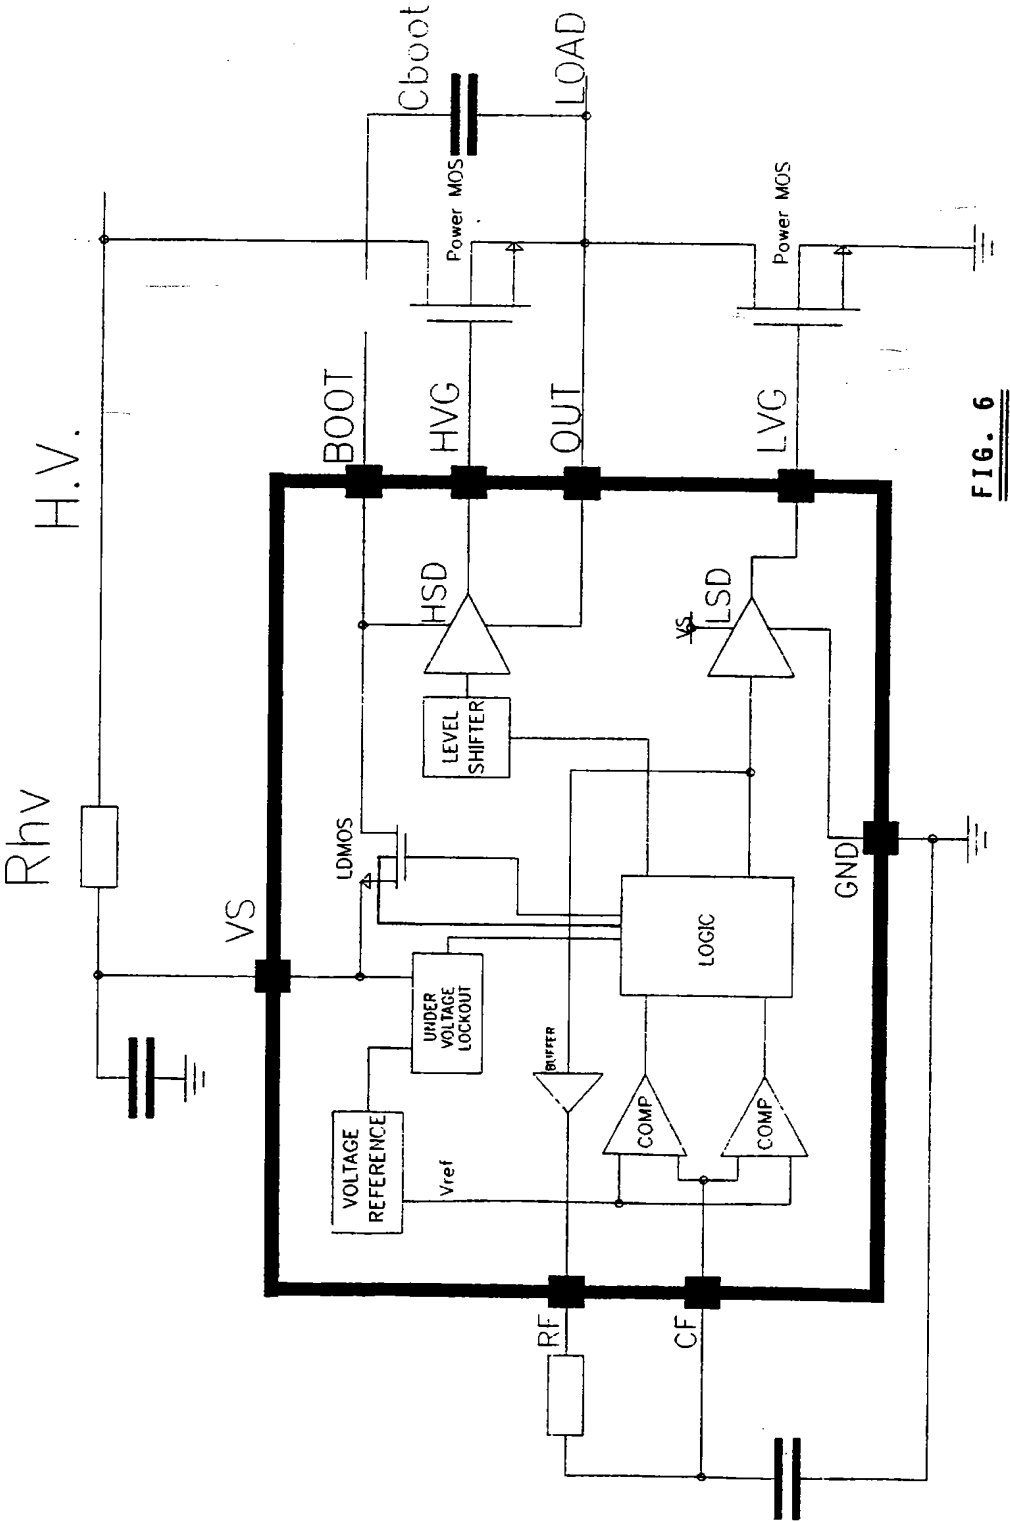 H.V.
Rhv
Cboot
LOAD
Power MOS
Power MOS
VS
BOOT
HVG
OUT
LVG
RF
CF
GND
LDMOS
HSD
LEVEL
SHIFTER
VS
LSD
UNDER
VOLTAGE
LOCKOUT
VOLTAGE
REFERENCE
Vref
BUFFER
COMP
COMP
LOGIC
FIG. 6